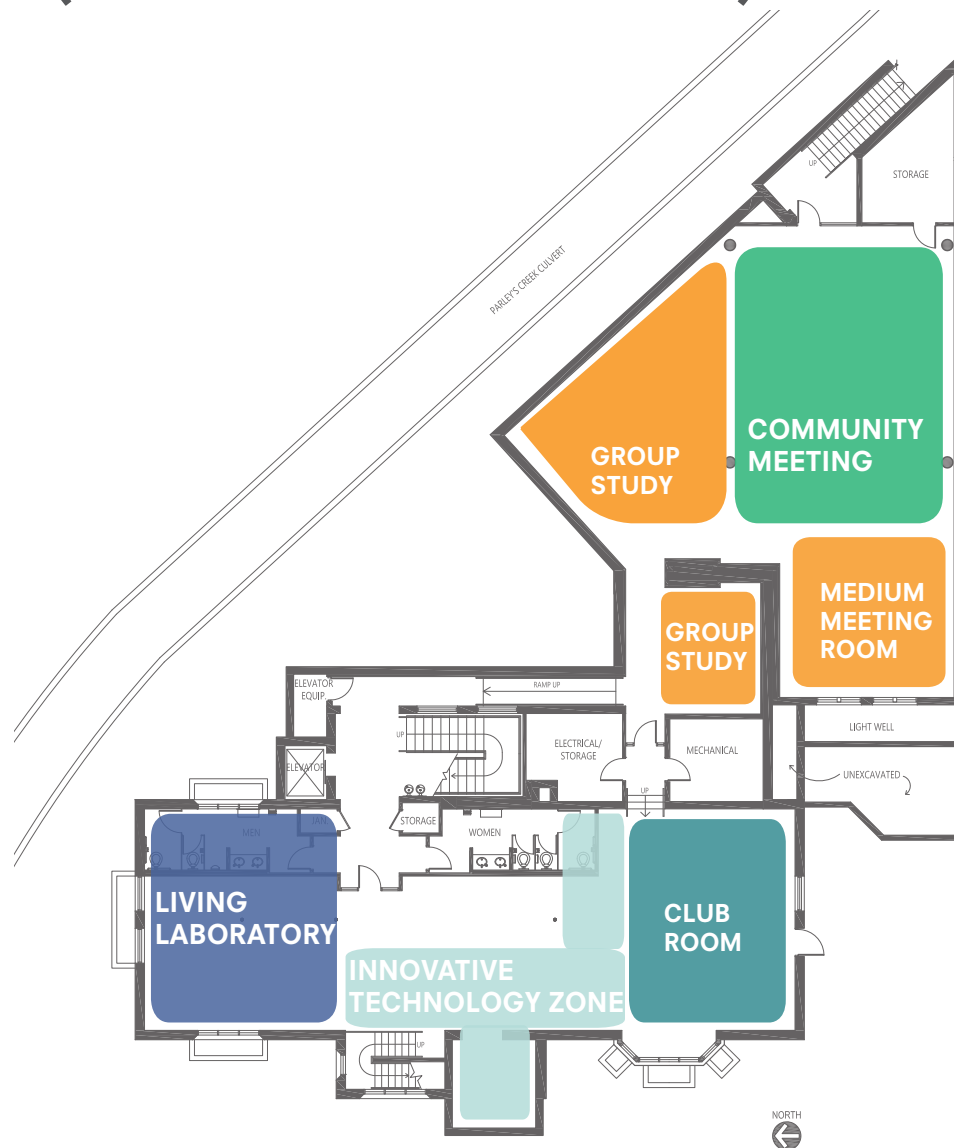 UP
STORAGE
PARLEY'S CREEK CULVERT
COMMUNITY
MEETING
GROUP
STUDY
MEDIUM
MEETING
ROOM
GROUP
STUDY
ELEVATOR
EQUIP.
RAMP UP
LIGHT WELL
UP
ELECTRICAL/
STORAGE
MECHANICAL
ELEVATOR
UNEXCAVATED
UP
JAN.
STORAGE
MEN
WOMEN
LIVING
LABORATORY
CLUB
ROOM
INNOVATIVE
TECHNOLOGY ZONE
UP
NORTH